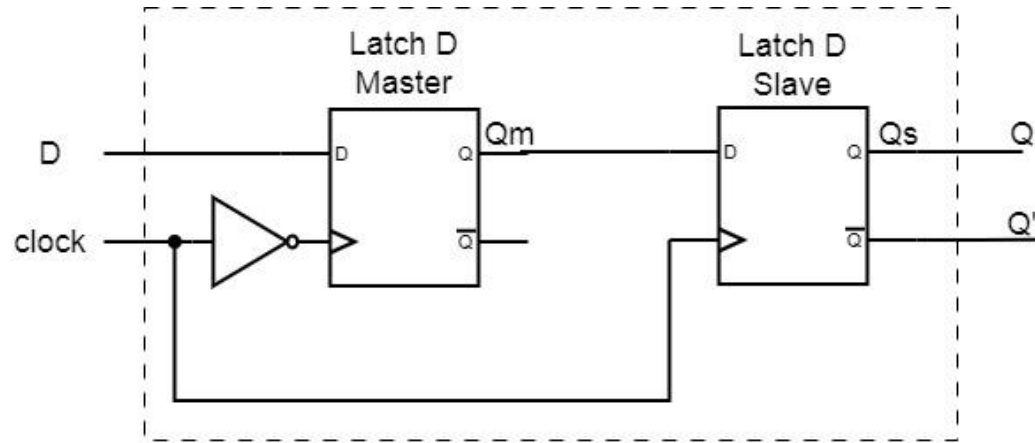 Latch D
Master
Latch D
Slave
D
D
Q
Qm
D
Q
Qs
Q
clock
Q̅
Q̅
Q'